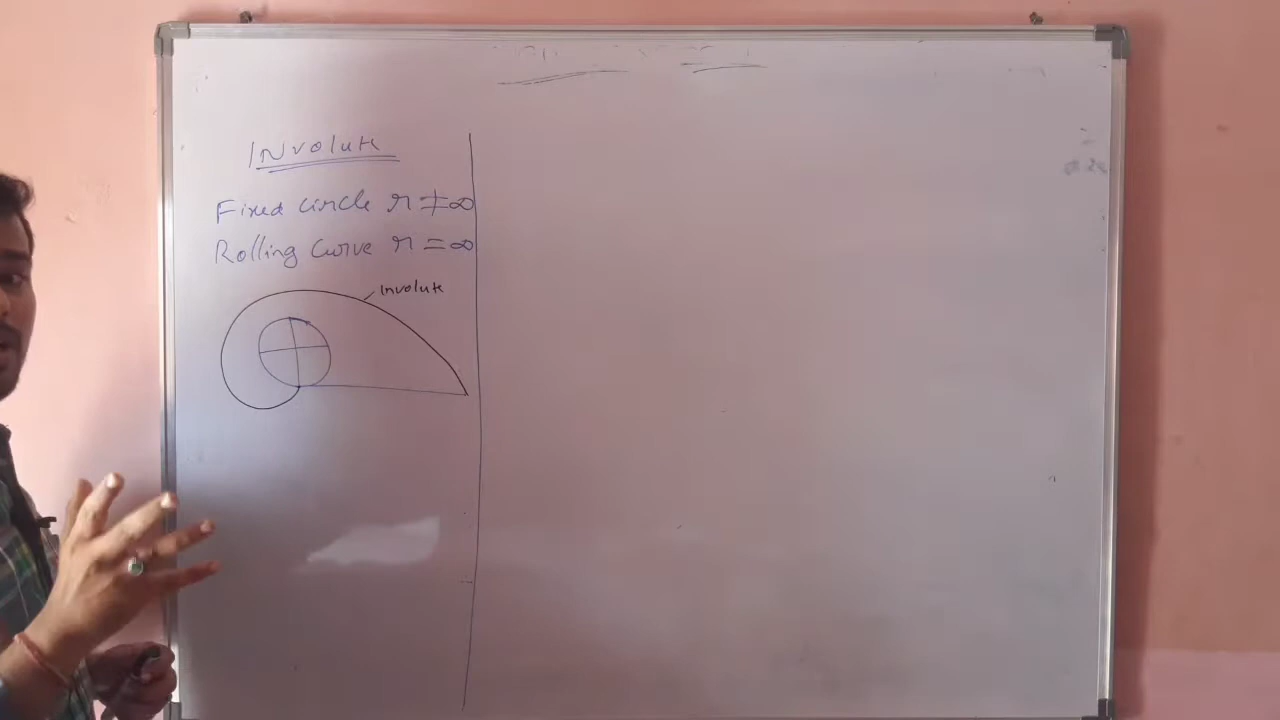 Involute
Fixed circle r ≠ ∞
Rolling Curve r = ∞
Involute